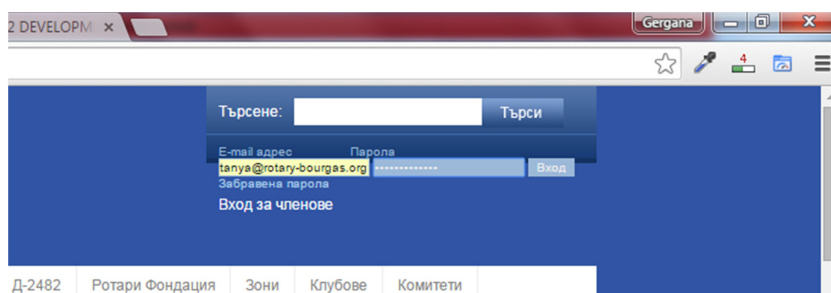 2 DEVELOPM
Gergana
4
Търсене: Търси
E-mail адрес Парола
tanya@rotary-bourgas.org ············· Вход
Забравена парола
Вход за членове
Д-2482 Ротари Фондация Зони Клубове Комитети